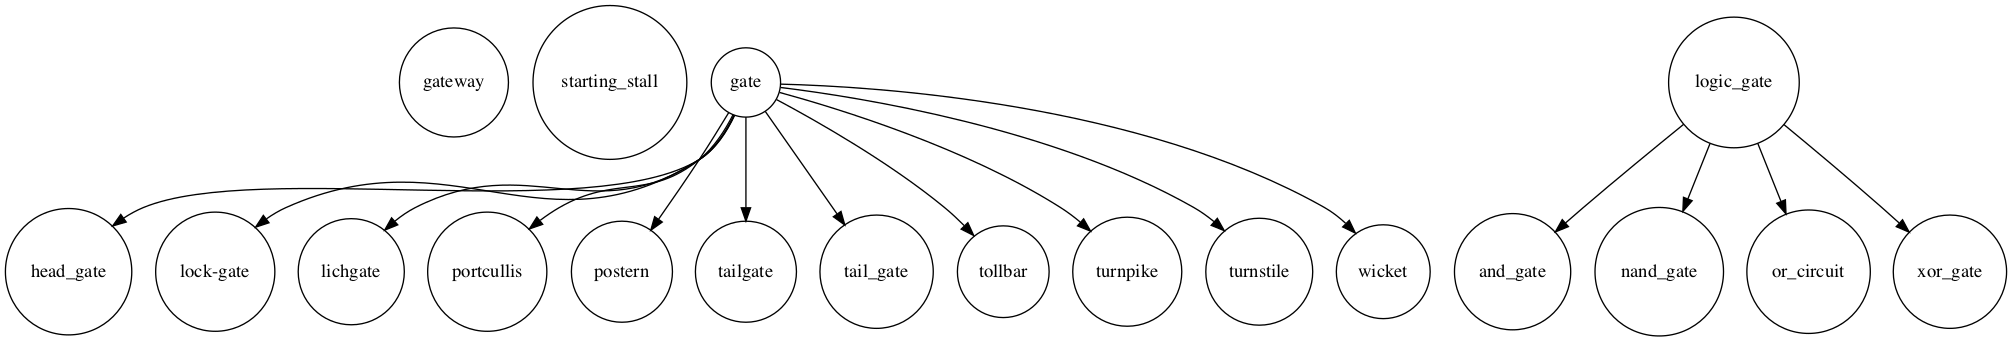 gateway
starting_stall
gate
logic_gate
head_gate
lock-gate
lichgate
portcullis
postern
tailgate
tail_gate
tollbar
turnpike
turnstile
wicket
and_gate
nand_gate
or_circuit
xor_gate